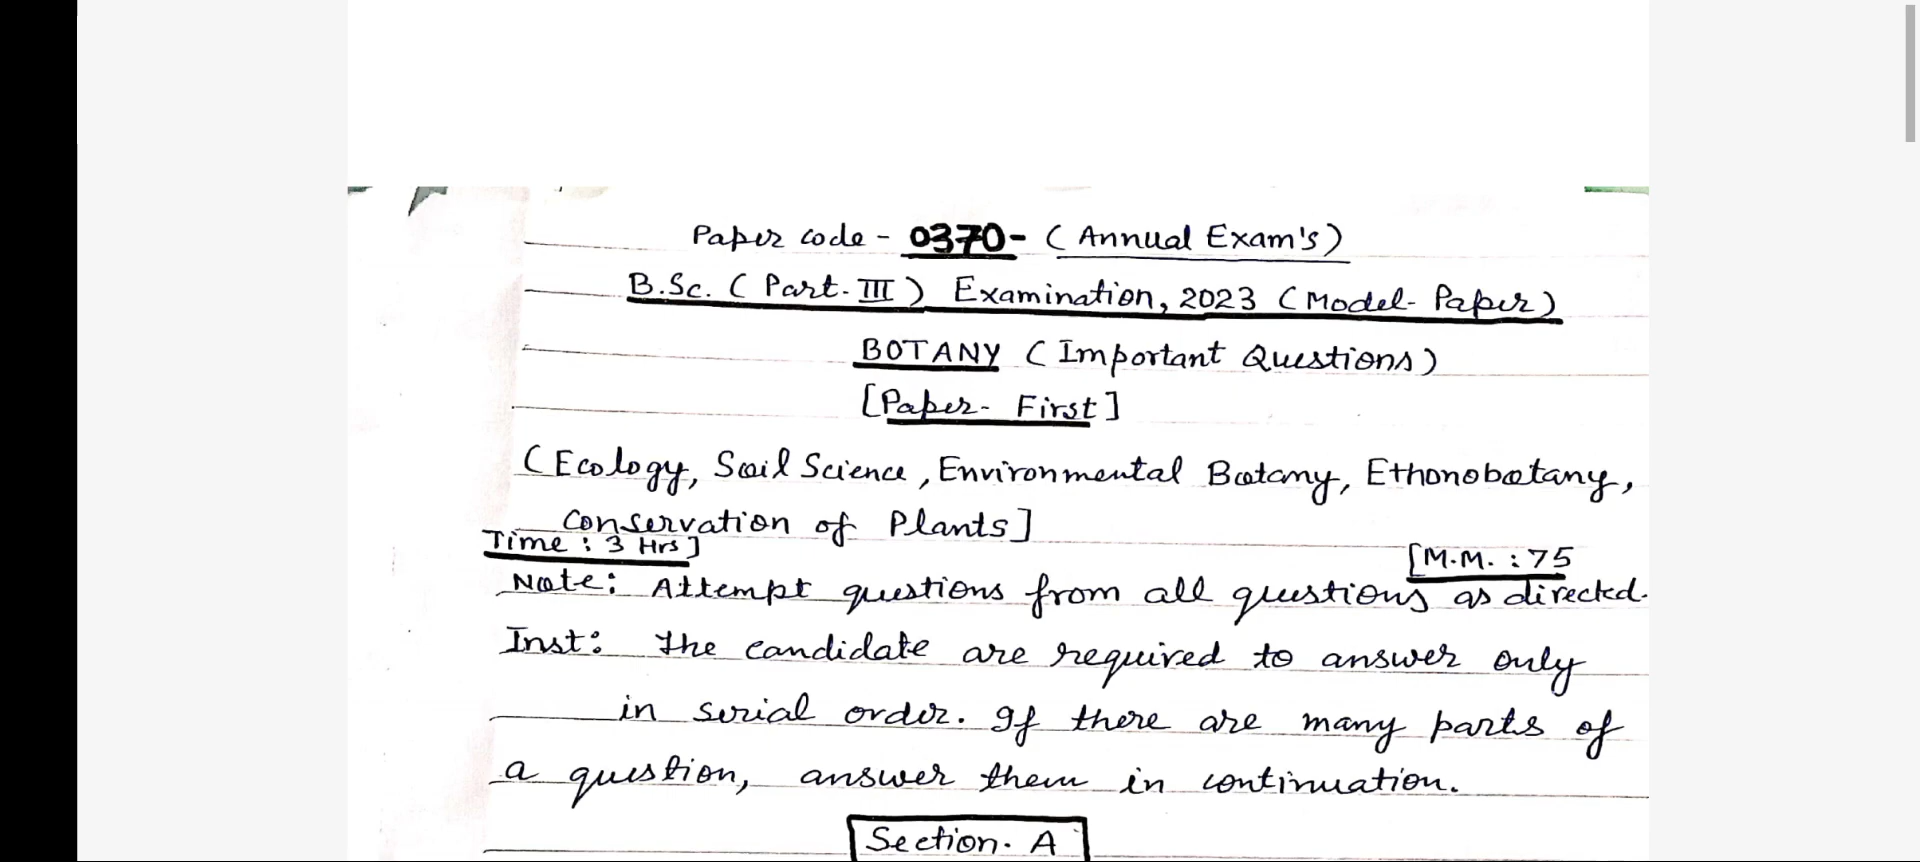 Paper code - 0370- ( Annual Exam's)
B.Sc. ( Part-III ) Examination, 2023 ( Model- Paper)
BOTANY ( Important Questions)
[Paper- First]
( Ecology, Soil Science, Environmental Botany, Ethonobotany,
Conservation of Plants]
Time : 3 Hrs]
[M.M. : 75
Note: Attempt questions from all questions as directed.
Inst: The candidate are required to answer only
in serial order. If there are many parts of
a question, answer them in continuation.
Section. A